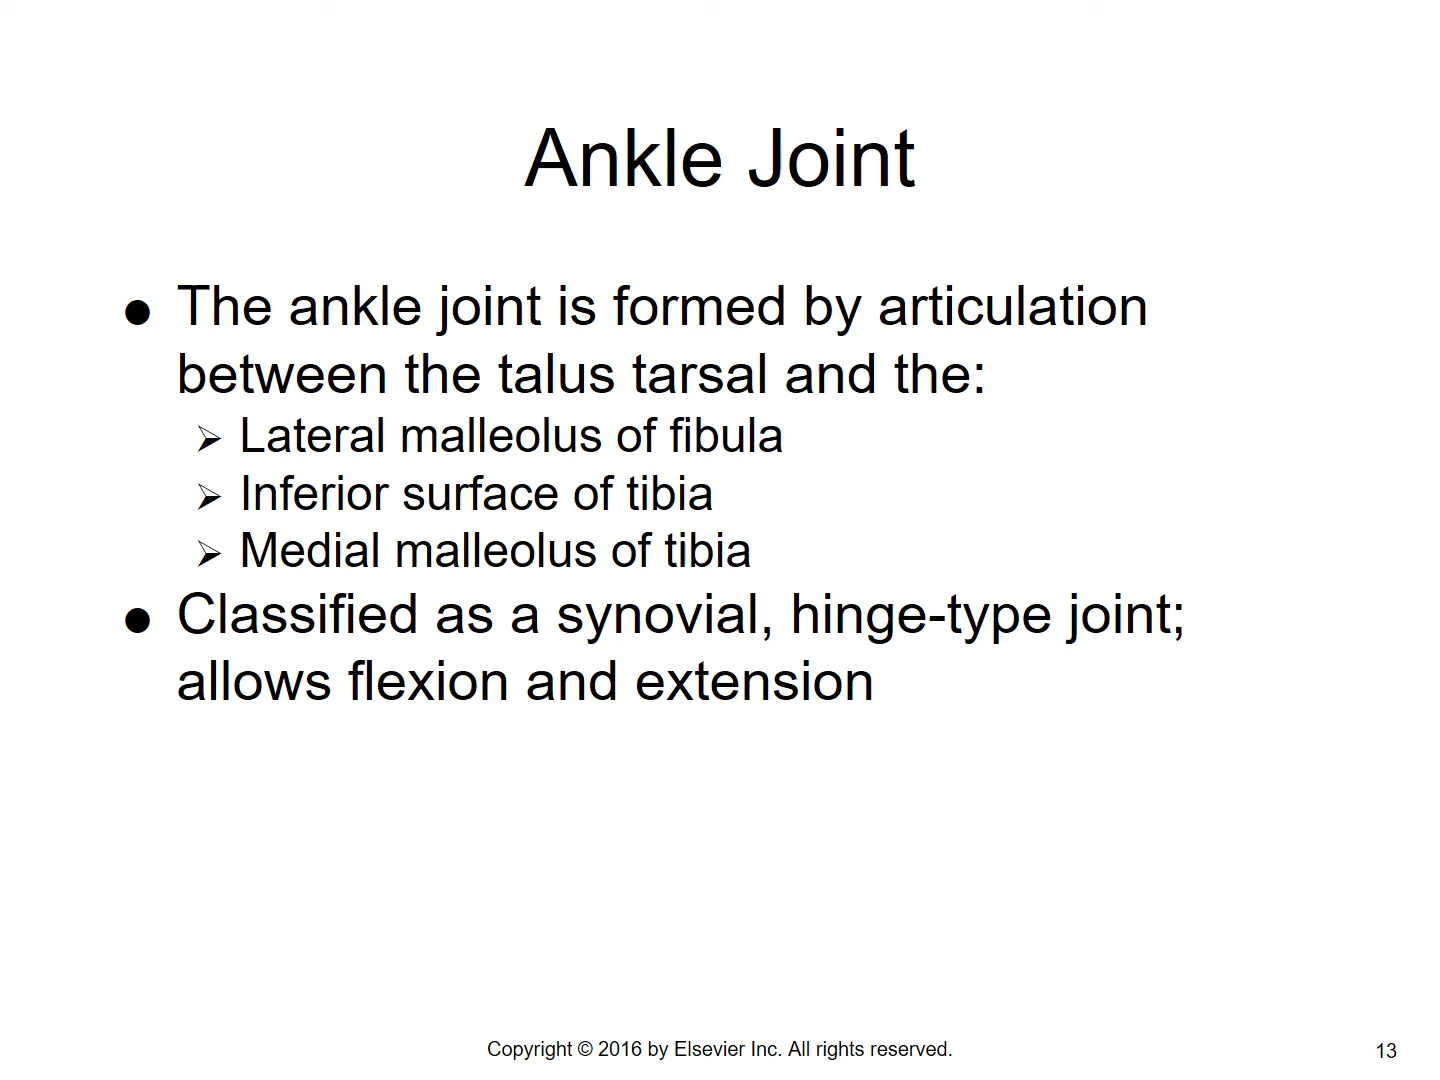 Ankle Joint
● The ankle joint is formed by articulation
between the talus tarsal and the:
➢ Lateral malleolus of fibula
➢ Inferior surface of tibia
➢ Medial malleolus of tibia
● Classified as a synovial, hinge-type joint;
allows flexion and extension
Copyright © 2016 by Elsevier Inc. All rights reserved.
13